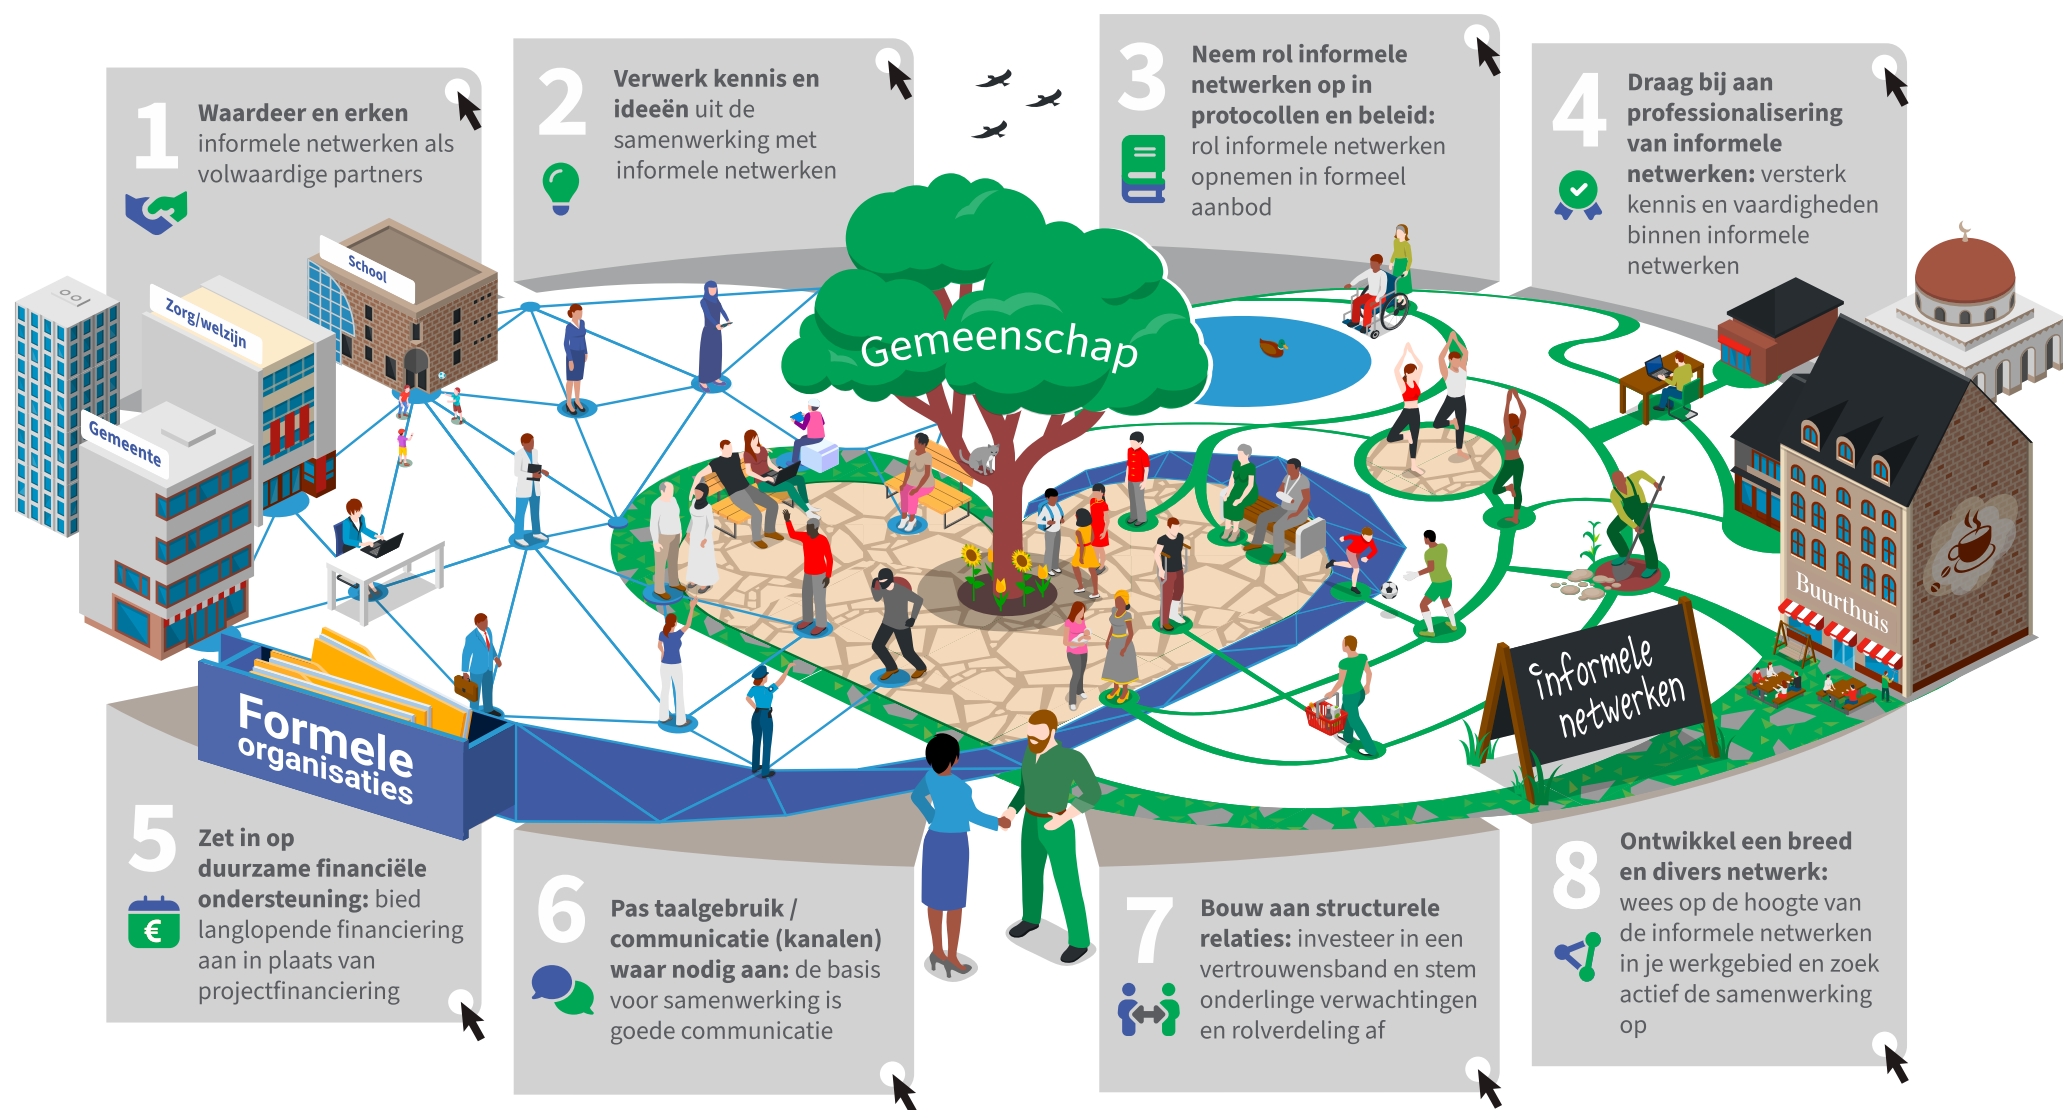 1
Waardeer en erken
informele netwerken als
volwaardige partners
2
Verwerk kennis en
ideeën uit de
samenwerking met
informele netwerken
3
Neem rol informele
netwerken op in
protocollen en beleid:
rol informele netwerken
opnemen in formeel
aanbod
4
Draag bij aan
professionalisering
van informele
netwerken: versterk
kennis en vaardigheden
binnen informele
netwerken
School
Zorg/welzijn
Gemeente
Gemeenschap
Buurthuis
informele
netwerken
Formele
organisaties
5
Zet in op
duurzame financiële
ondersteuning: bied
langlopende financiering
aan in plaats van
projectfinanciering
€
6
Pas taalgebruik /
communicatie (kanalen)
waar nodig aan: de basis
voor samenwerking is
goede communicatie
7
Bouw aan structurele
relaties: investeer in een
vertrouwensband en stem
onderlinge verwachtingen
en rolverdeling af
8
Ontwikkel een breed
en divers netwerk:
wees op de hoogte van
de informele netwerken
in je werkgebied en zoek
actief de samenwerking
op